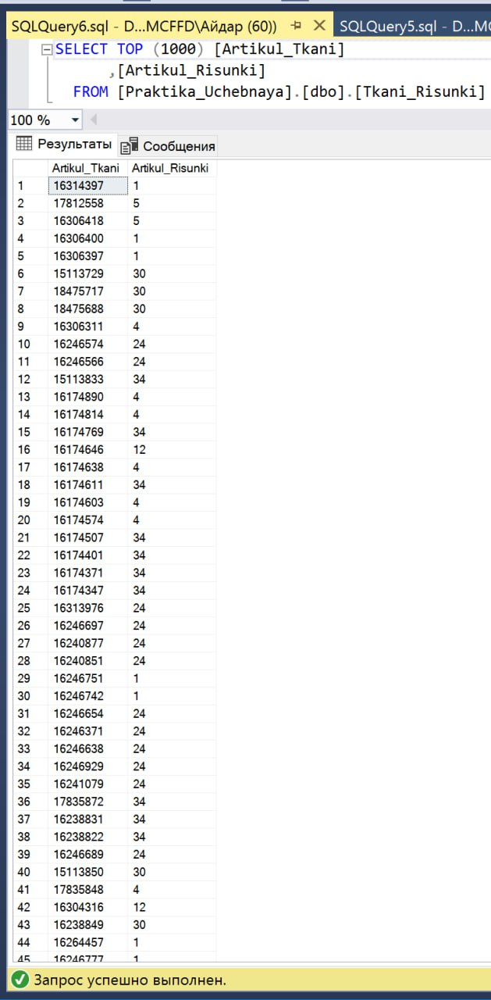 SQLQuery6.sql - D...MCFFD\Айдар (60)) SQLQuery5.sql - D...MC
SELECT TOP (1000) [Artikul_Tkani]
,[Artikul_Risunki]
FROM [Praktika_Uchebnaya].[dbo].[Tkani_Risunki]
100 %
Результаты Сообщения
Artikul_Tkani Artikul_Risunki
1 16314397 1
2 17812558 5
3 16306418 5
4 16306400 1
5 16306397 1
6 15113729 30
7 18475717 30
8 18475688 30
9 16306311 4
10 16246574 24
11 16246566 24
12 15113833 34
13 16174890 4
14 16174814 4
15 16174769 34
16 16174646 12
17 16174638 4
18 16174611 34
19 16174603 4
20 16174574 4
21 16174507 34
22 16174401 34
23 16174371 34
24 16174347 34
25 16313976 24
26 16246697 24
27 16240877 24
28 16240851 24
29 16246751 1
30 16246742 1
31 16246654 24
32 16246371 24
33 16246638 24
34 16246929 24
35 16241079 24
36 17835872 34
37 16238831 34
38 16238822 34
39 16246689 24
40 15113850 30
41 17835848 4
42 16304316 12
43 16238849 30
44 16264457 1
45 16246777 1
Запрос успешно выполнен.